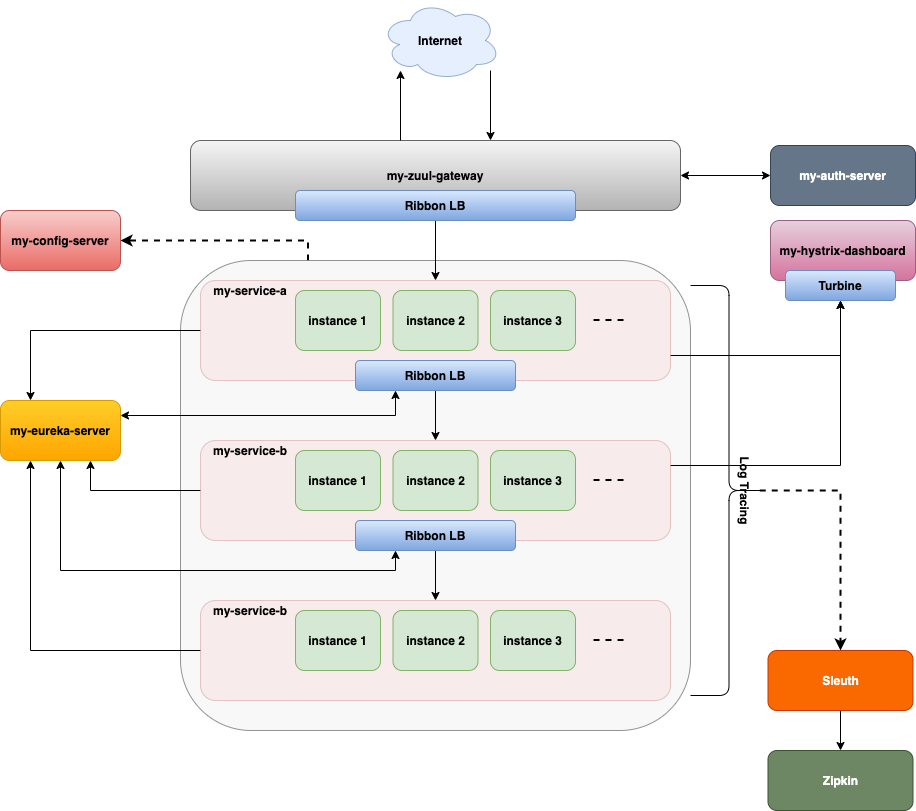 Internet
my-zuul-gateway
my-auth-server
Ribbon LB
my-config-server
my-hystrix-dashboard
Turbine
my-service-a
instance 1
instance 2
instance 3
Ribbon LB
my-eureka-server
my-service-b
instance 1
instance 2
instance 3
Log Tracing
Ribbon LB
my-service-b
instance 1
instance 2
instance 3
Sleuth
Zipkin